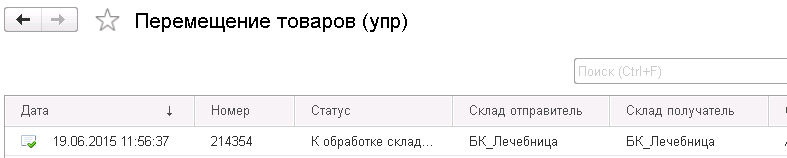 Перемещение товаров (упр)
Поиск (Ctrl+F)
Дата ↓ Номер Статус Склад отправитель Склад получатель
19.06.2015 11:56:37 214354 К обработке склад... БК_Лечебница БК_Лечебница